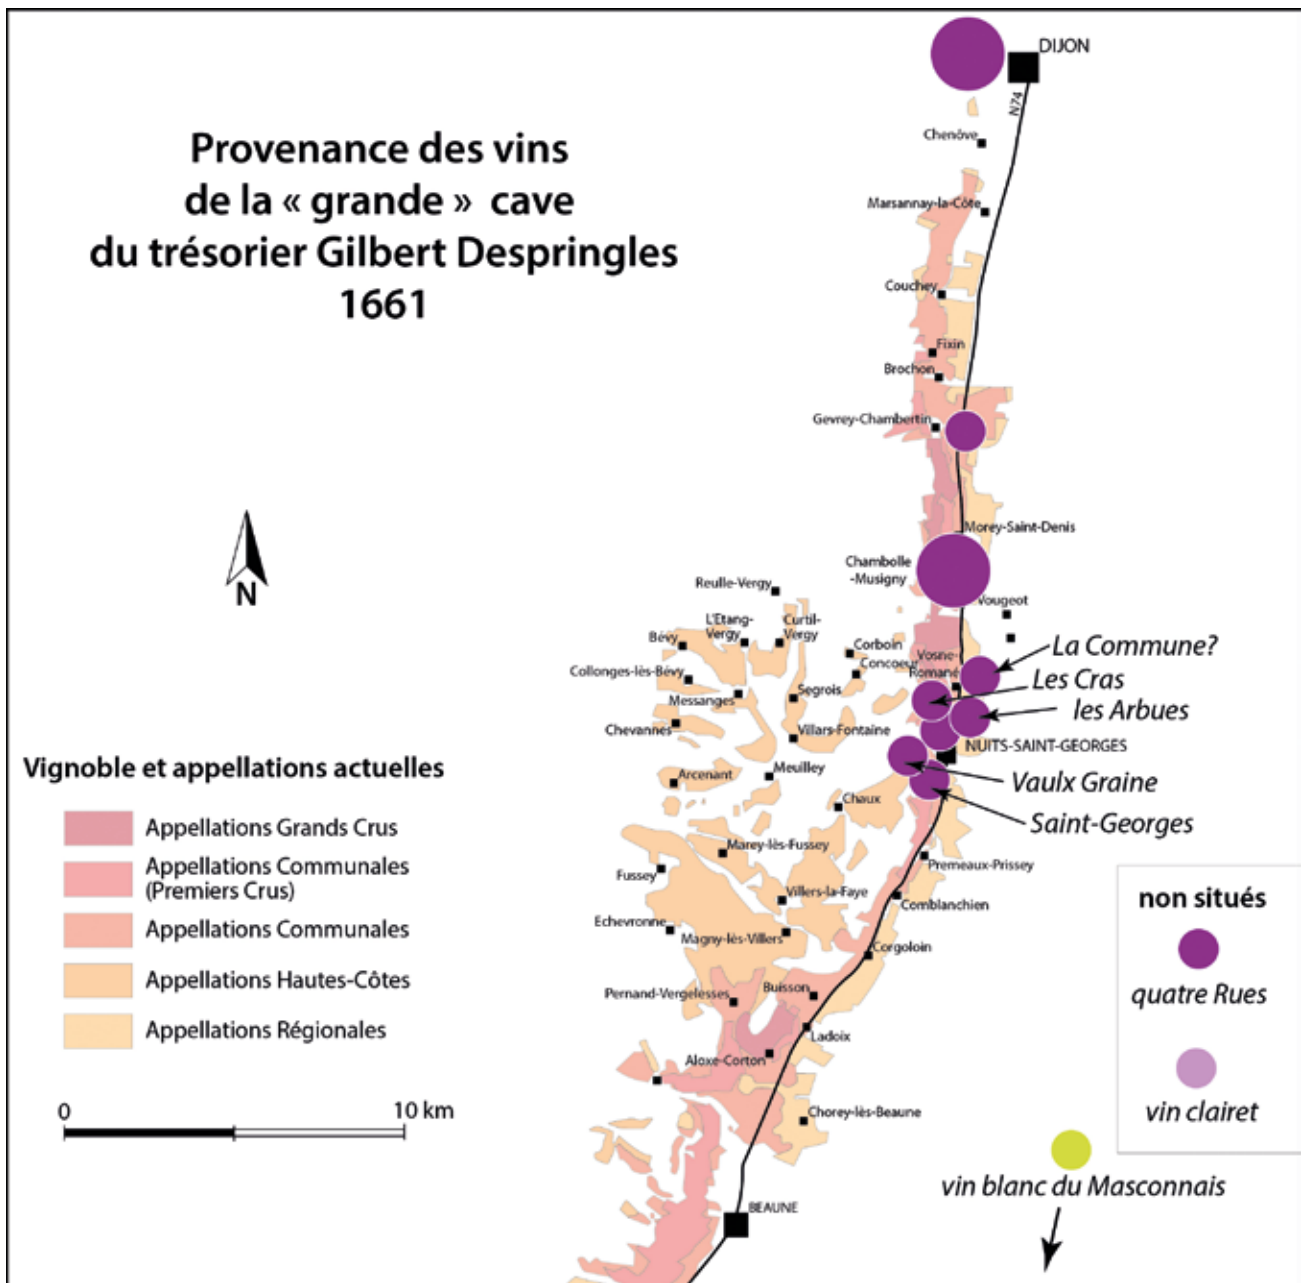 Provenance des vins
de la « grande » cave
du trésorier Gilbert Despringles
1661
DIJON
N74
Chenôve
Marsannay-la-Côte
Couchey
Fixin
Brochon
Gevrey-Chambertin
Morey-Saint-Denis
Chambolle
-Musigny
Vougeot
Reulle-Vergy
L'Etang-
Vergy
Curtil-
Vergy
Bévy
Corboin
Concoeur
Vosne-
Romané
Collonges-lès-Bévy
Messanges
Segrois
Chevannes
Villars-Fontaine
La Commune?
Les Cras
les Arbues
NUITS-SAINT-GEORGES
Vaulx Graine
Saint-Georges
Arcenant
Meuilley
Chaux
Marey-lès-Fussey
Fussey
Premeaux-Prissey
Villers-la-Faye
Comblanchien
Echevronne
Magny-lès-Villers
Corgoloin
Pernand-Vergelesses
Buisson
Ladoix
Aloxe-Corton
Chorey-lès-Beaune
BEAUNE
N
Vignoble et appellations actuelles
Appellations Grands Crus
Appellations Communales
(Premiers Crus)
Appellations Communales
Appellations Hautes-Côtes
Appellations Régionales
0 10 km
non situés
quatre Rues
vin clairet
vin blanc du Masconnais